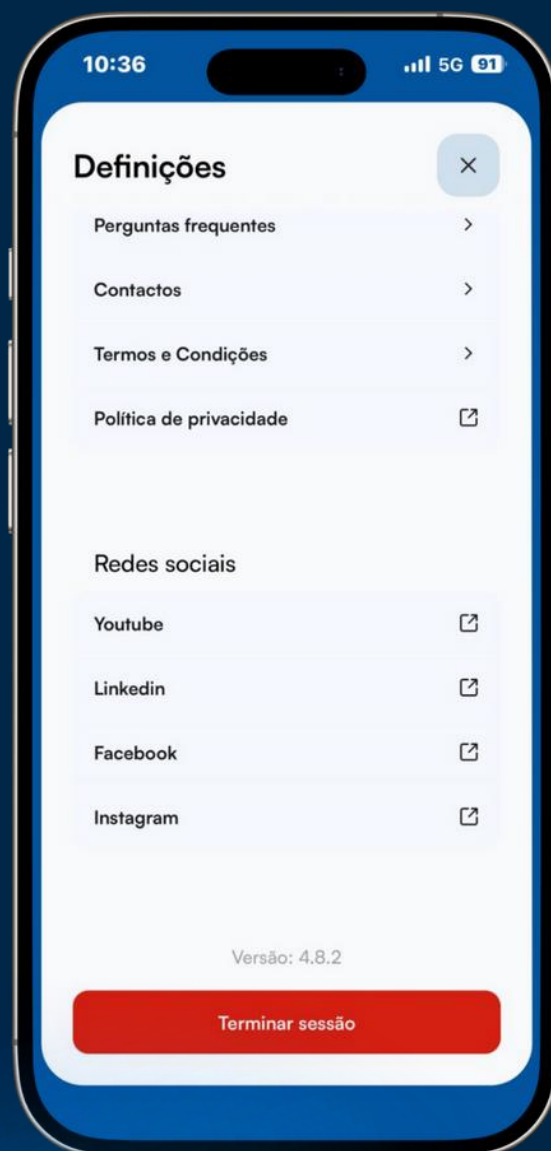 10:36
5G 91
Definições
Perguntas frequentes
Contactos
Termos e Condições
Política de privacidade
Redes sociais
Youtube
Linkedin
Facebook
Instagram
Versão: 4.8.2
Terminar sessão